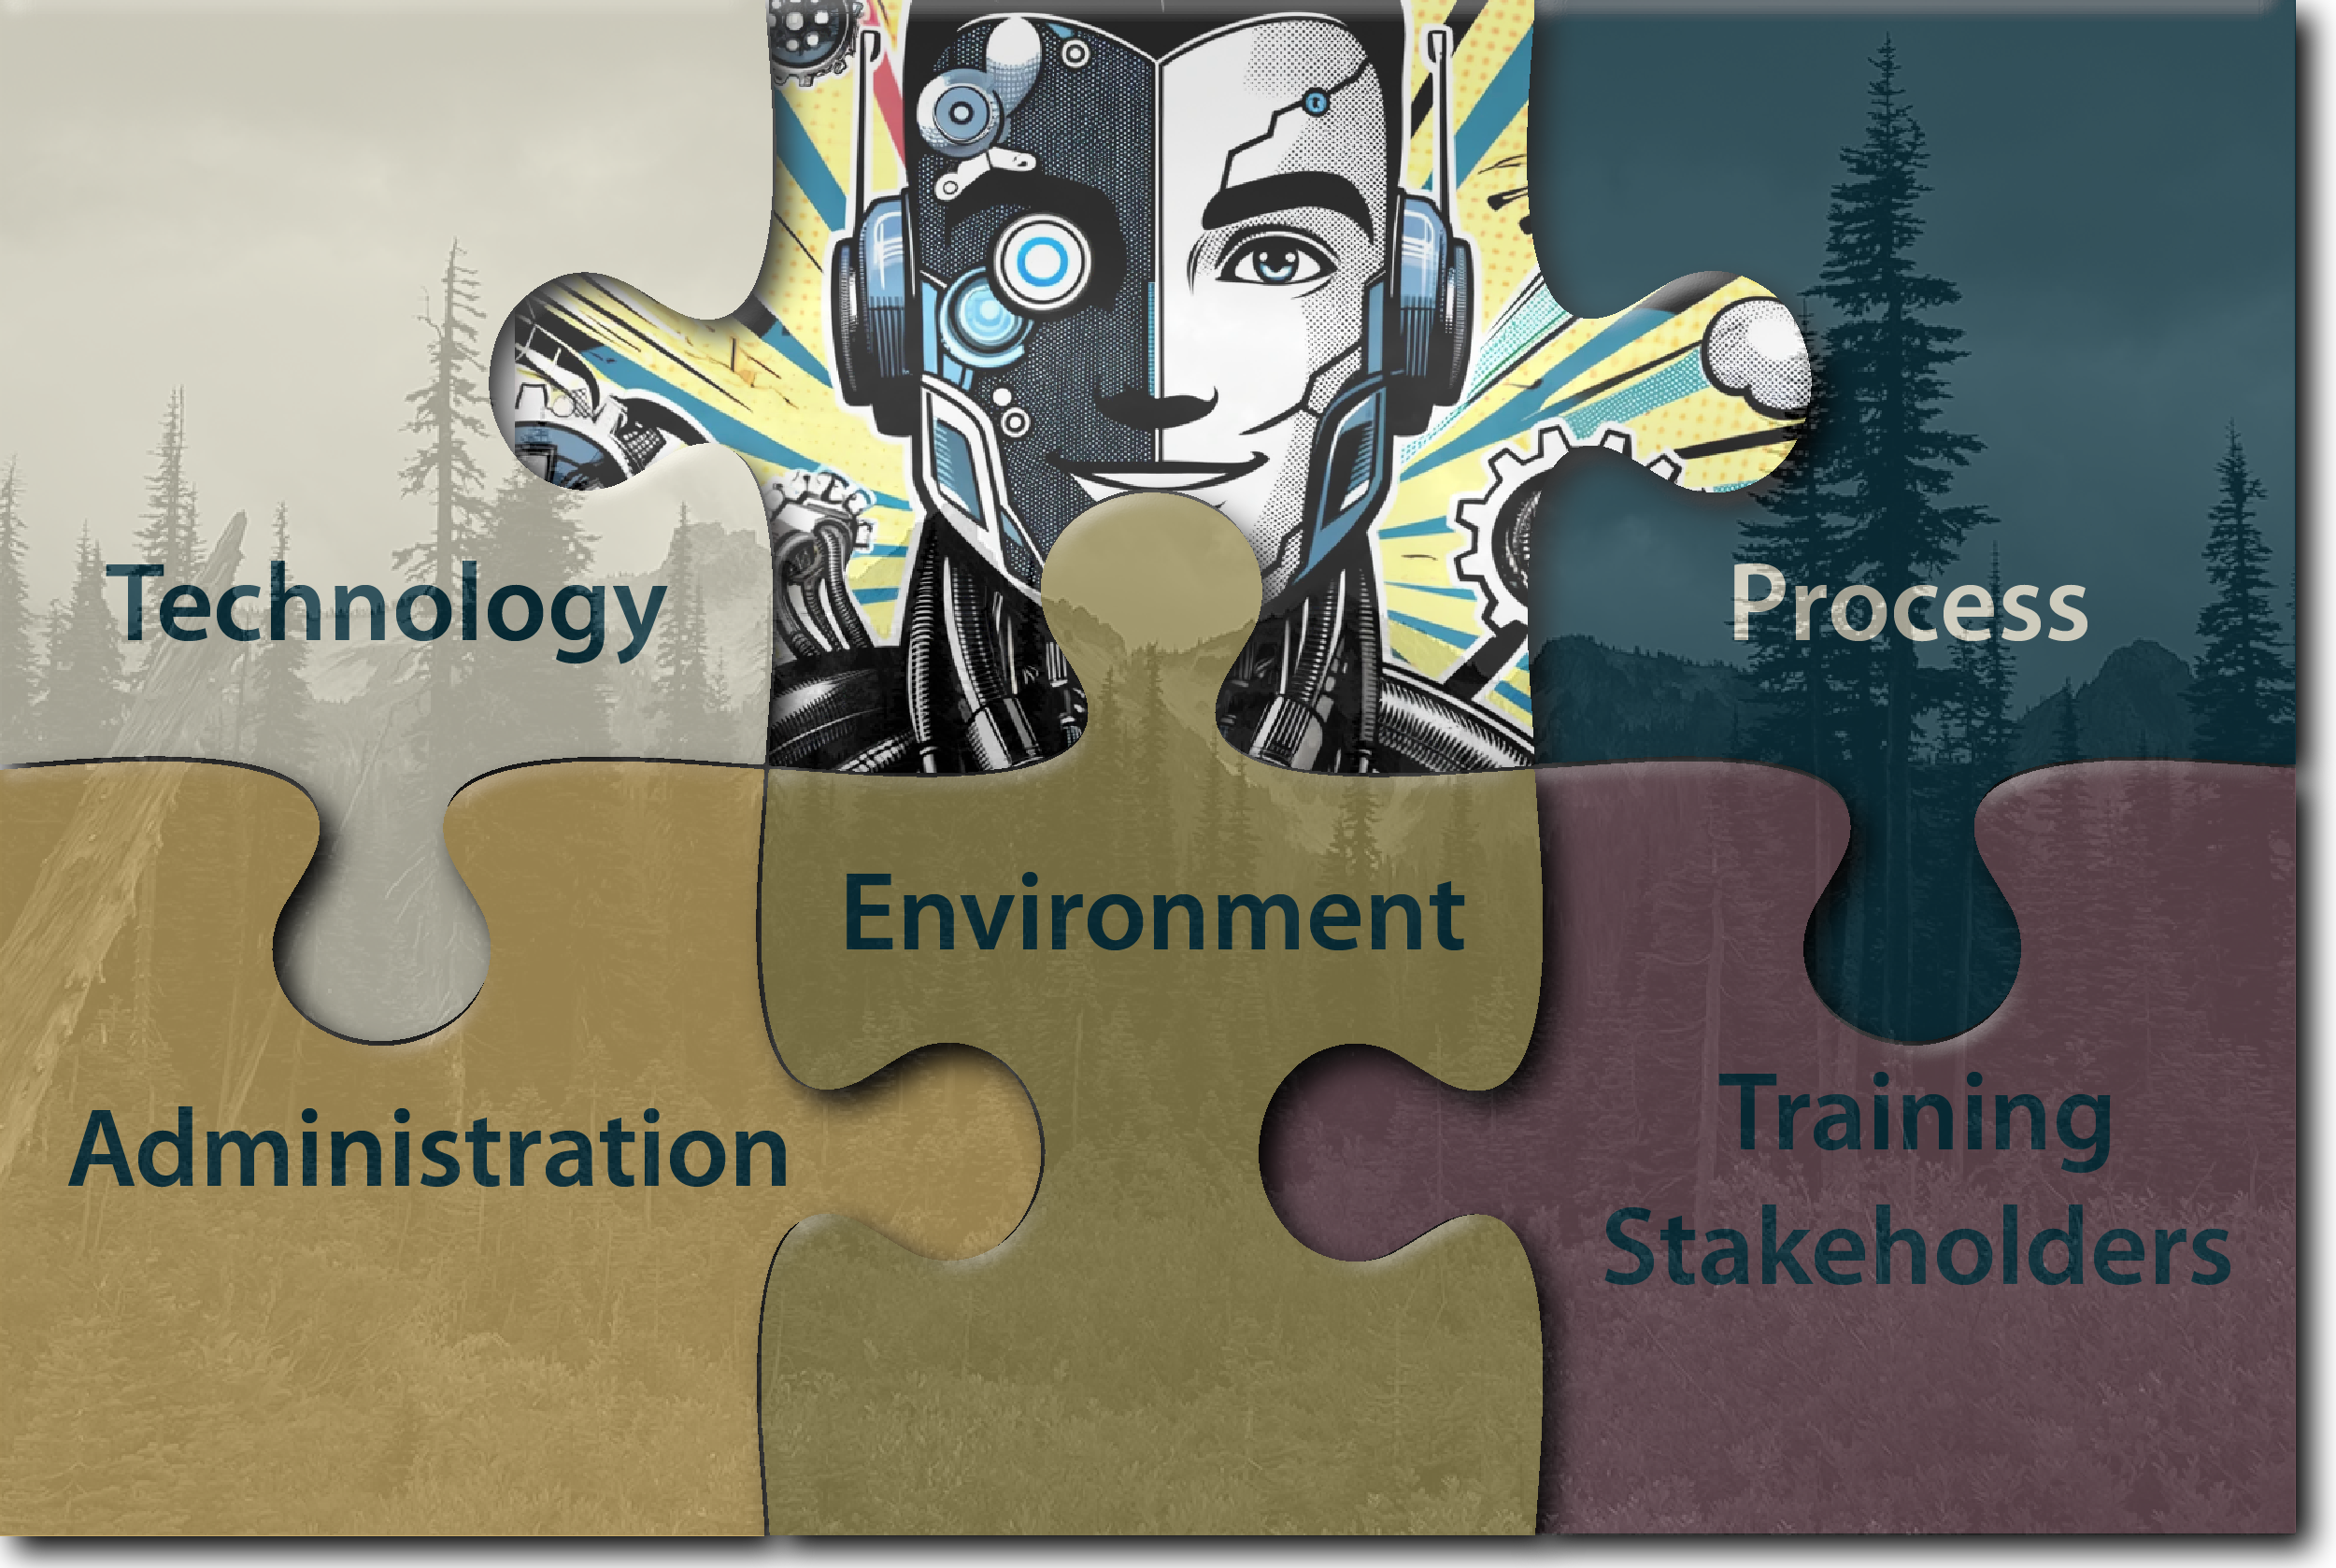 Technology
Process
Environment
Administration
Training
Stakeholders